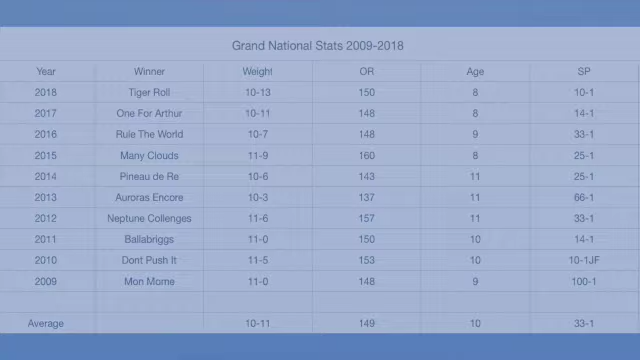 Grand National Stats 2009-2018
Year Winner Weight OR Age SP
2018 Tiger Roll 10-13 150 8 10-1
2017 One For Arthur 10-11 148 8 14-1
2016 Rule The World 10-7 148 9 33-1
2015 Many Clouds 11-9 160 8 25-1
2014 Pineau de Re 10-6 143 11 25-1
2013 Auroras Encore 10-3 137 11 66-1
2012 Neptune Collenges 11-6 157 11 33-1
2011 Ballabriggs 11-0 150 10 14-1
2010 Dont Push It 11-5 153 10 10-1JF
2009 Mon Mome 11-0 148 9 100-1
Average 10-11 149 10 33-1